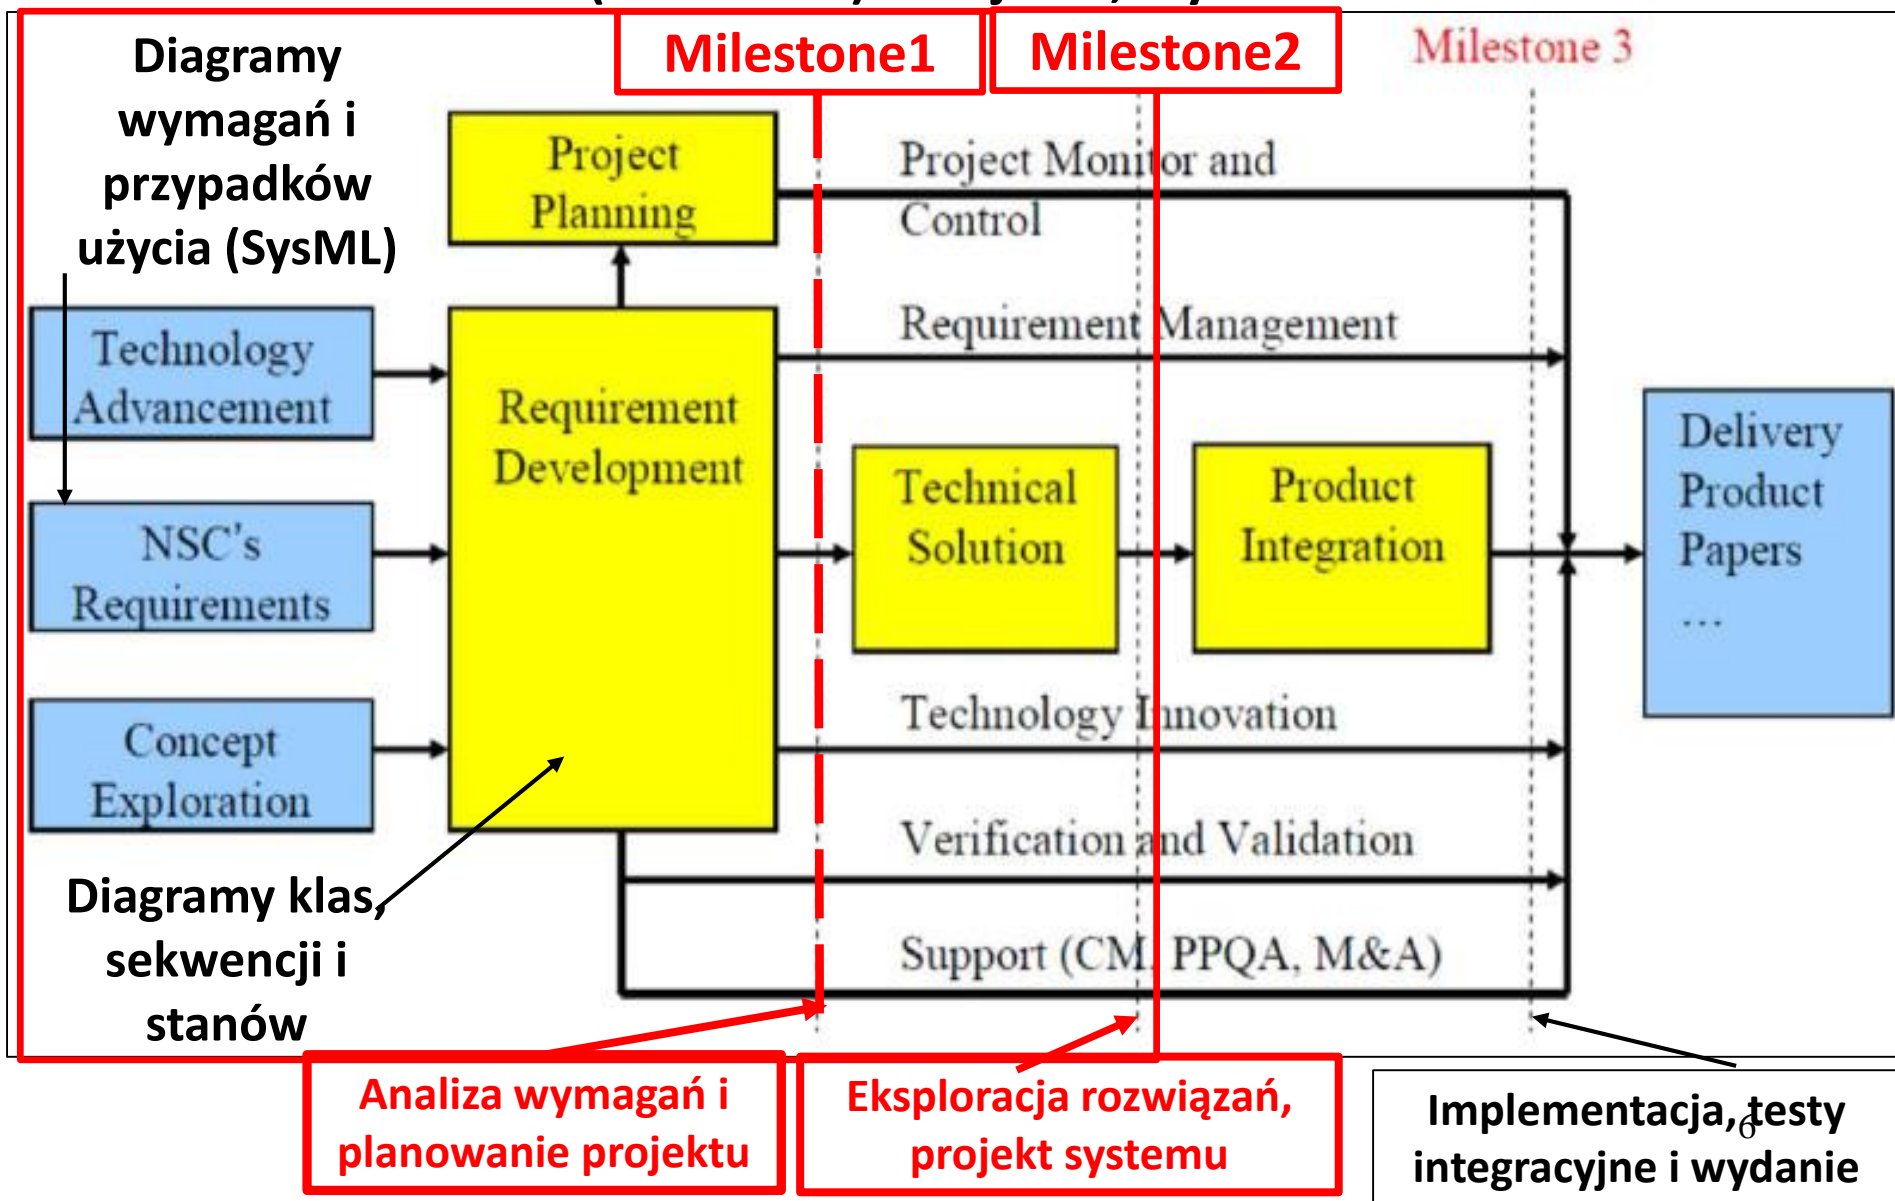 Milestone1
Milestone2
Milestone 3
Diagramy
wymagań i
przypadków
użycia (SysML)
Project
Planning
Project Monitor and
Control
Technology
Advancement
Requirement
Development
Requirement Management
NSC's
Requirements
Technical
Solution
Product
Integration
Delivery
Product
Papers
...
Concept
Exploration
Technology Innovation
Verification and Validation
Diagramy klas,
sekwencji i
stanów
Support (CM, PPQA, M&A)
Analiza wymagań i
planowanie projektu
Eksploracja rozwiązań,
projekt systemu
Implementacja, testy
integracyjne i wydanie
6